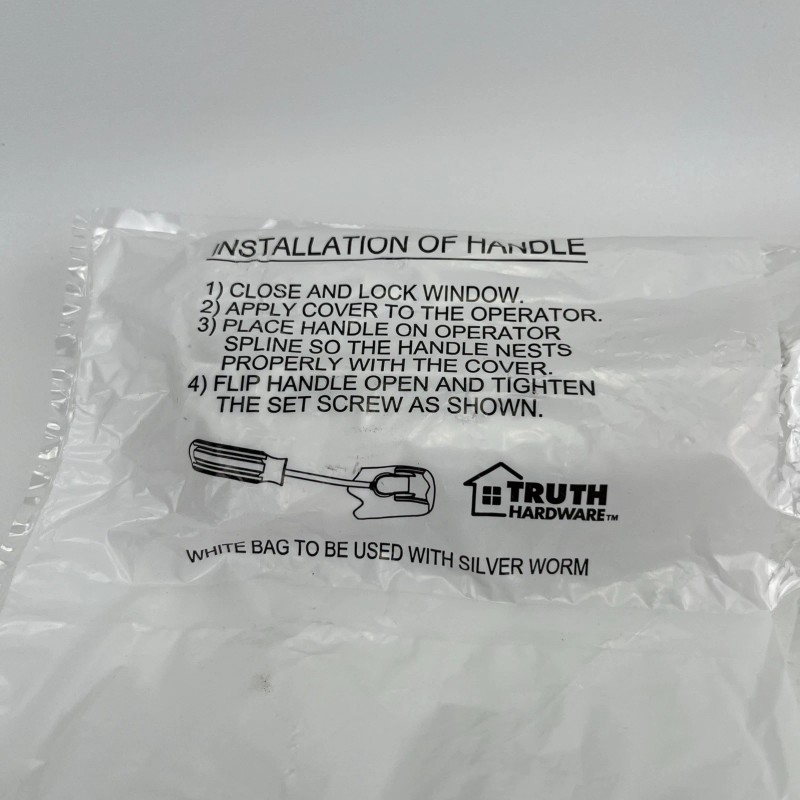 INSTALLATION OF HANDLE
1) CLOSE AND LOCK WINDOW.
2) APPLY COVER TO THE OPERATOR.
3) PLACE HANDLE ON OPERATOR
SPLINE SO THE HANDLE NESTS
PROPERLY WITH THE COVER.
4) FLIP HANDLE OPEN AND TIGHTEN
THE SET SCREW AS SHOWN.
TRUTH
HARDWARE™
WHITE BAG TO BE USED WITH SILVER WORM